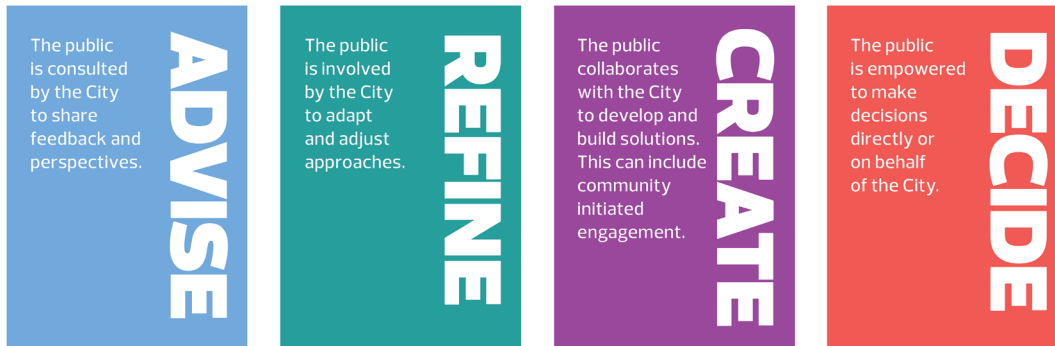 The public
is consulted
by the City
to share
feedback and
perspectives.
ADVISE
The public
is involved
by the City
to adapt
and adjust
approaches.
REFINE
The public
collaborates
with the City
to develop and
build solutions.
This can include
community
initiated
engagement.
CREATE
The public
is empowered
to make
decisions
directly or
on behalf
of the City.
DECIDE